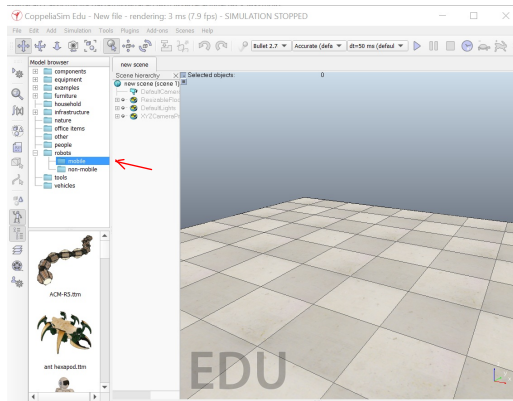 CoppeliaSim Edu - New file - rendering: 3 ms (7.9 fps) - SIMULATION STOPPED
File Edit Add Simulation Tools Plugins Add-ons Scenes Help
Bullet 2.7 Accurate (defa dt=50 ms (defaul
Model browser
components
equipment
examples
furniture
household
infrastructure
nature
office items
other
people
robots
mobile
non-mobile
tools
vehicles
ACM-R5.ttm
ant hexapod.ttm
new scene
Scene hierarchy
new scene (scene 1)
DefaultCamera
ResizableFloo
DefaultLights
XYZCameraPr
Selected objects: 0
f(x)
EDU